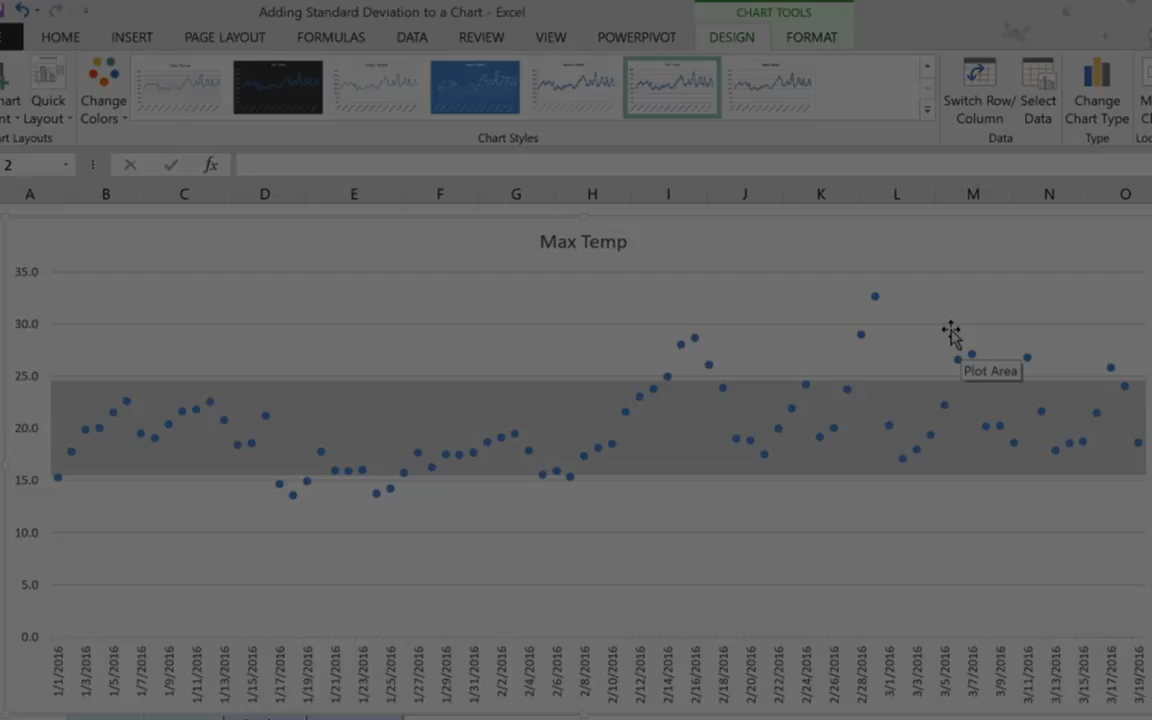 Adding Standard Deviation to a Chart - Excel
CHART TOOLS
HOME INSERT PAGE LAYOUT FORMULAS DATA REVIEW VIEW POWERPIVOT DESIGN FORMAT
Quick Layout
Change Colors
Switch Row/ Column
Select Data
Change Chart Type
Chart Styles
Data
Type
2
fx
A B C D E F G H I J K L M N O
Max Temp
35.0
30.0
25.0
20.0
15.0
10.0
5.0
0.0
Plot Area
1/1/2016 1/3/2016 1/5/2016 1/7/2016 1/9/2016 1/11/2016 1/13/2016 1/15/2016 1/17/2016 1/19/2016 1/21/2016 1/23/2016 1/25/2016 1/27/2016 1/29/2016 1/31/2016 2/2/2016 2/4/2016 2/6/2016 2/8/2016 2/10/2016 2/12/2016 2/14/2016 2/16/2016 2/18/2016 2/20/2016 2/22/2016 2/24/2016 2/26/2016 2/28/2016 3/1/2016 3/3/2016 3/5/2016 3/7/2016 3/9/2016 3/11/2016 3/13/2016 3/15/2016 3/17/2016 3/19/2016